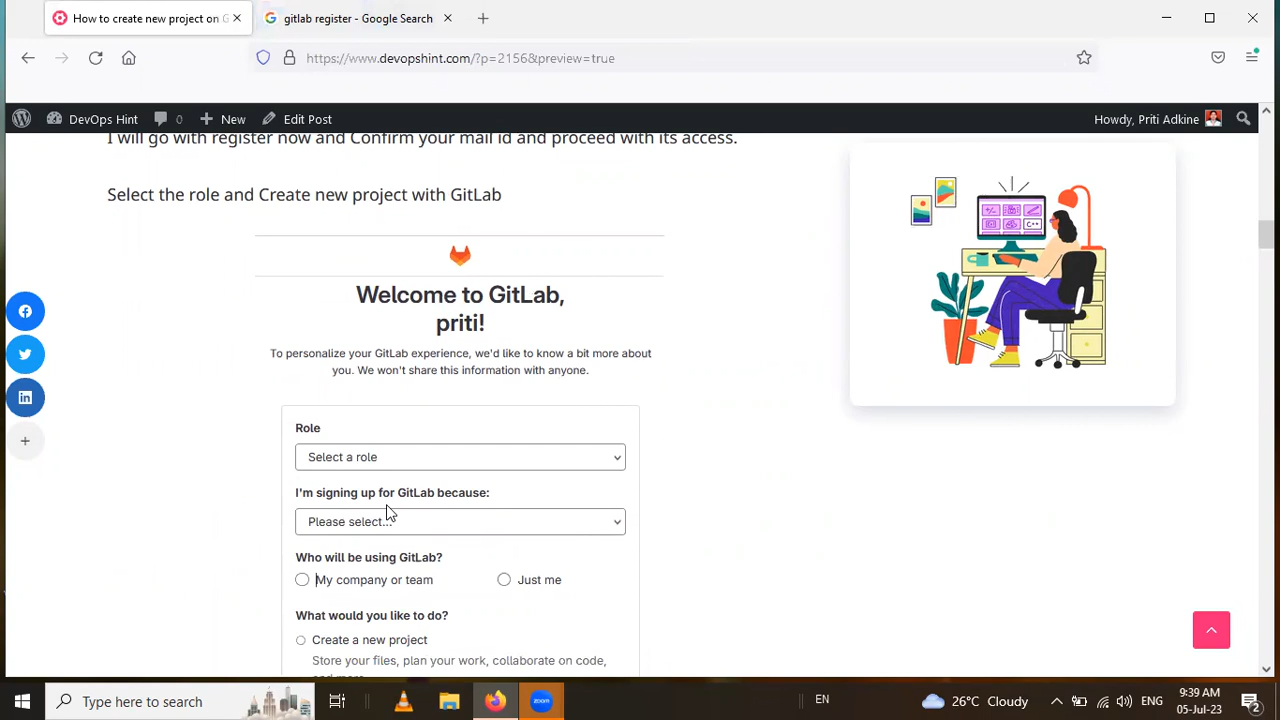 How to create new project on G
gitlab register - Google Search
https://www.devopshint.com/?p=2156&preview=true
DevOps Hint
0
New
Edit Post
Howdy, Priti Adkine
I will go with register now and Confirm your mail id and proceed with its access.
Select the role and Create new project with GitLab
C++
Welcome to GitLab,
priti!
To personalize your GitLab experience, we'd like to know a bit more about
you. We won't share this information with anyone.
Role
Select a role
I'm signing up for GitLab because:
Please select...
Who will be using GitLab?
My company or team
Just me
What would you like to do?
Create a new project
Store your files, plan your work, collaborate on code,
and more.
Type here to search
zoom
EN
26°C Cloudy
ENG
9:39 AM
05-Jul-23
2